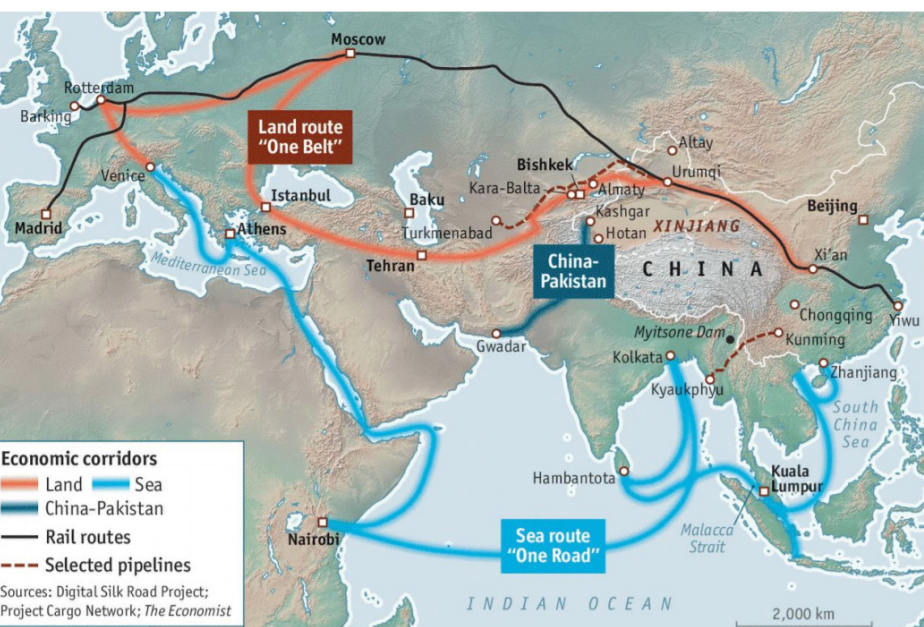 Moscow
Rotterdam
Barking
Land route
"One Belt"
Altay
Bishkek
Urumqi
Venice
Kara-Balta
Almaty
Istanbul
Baku
Beijing
Madrid
Athens
Turkmenabad
Kashgar
XINJIANG
Hotan
Mediterranean Sea
Tehran
China-
Pakistan
CHINA
Xi'an
Chongqing
Yiwu
Gwadar
Myitsone Dam
Kunming
Kolkata
Zhanjiang
Kyaukphyu
South
China
Sea
Economic corridors
Land
Sea
China-Pakistan
Rail routes
Selected pipelines
Sources: Digital Silk Road Project;
Project Cargo Network; The Economist
Hambantota
Kuala
Lumpur
Nairobi
Sea route
"One Road"
Malacca
Strait
INDIAN OCEAN
2,000 km